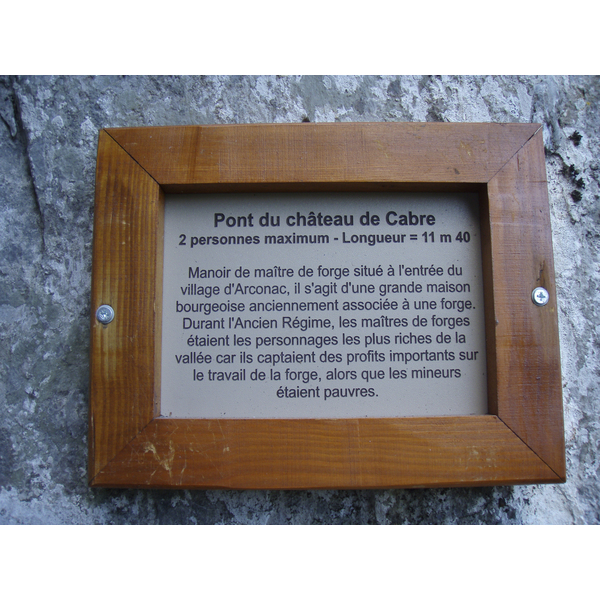 Pont du château de Cabre
2 personnes maximum - Longueur = 11 m 40
Manoir de maître de forge situé à l'entrée du
village d'Arconac, il s'agit d'une grande maison
bourgeoise anciennement associée à une forge.
Durant l'Ancien Régime, les maîtres de forges
étaient les personnages les plus riches de la
vallée car ils captaient des profits importants sur
le travail de la forge, alors que les mineurs
étaient pauvres.